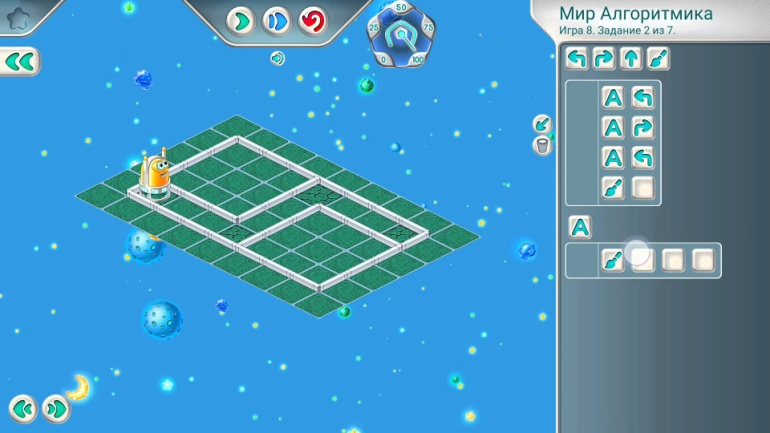 Мир Алгоритмика
Игра 8. Задание 2 из 7.
50
25 75
0 100
A
A
A
A